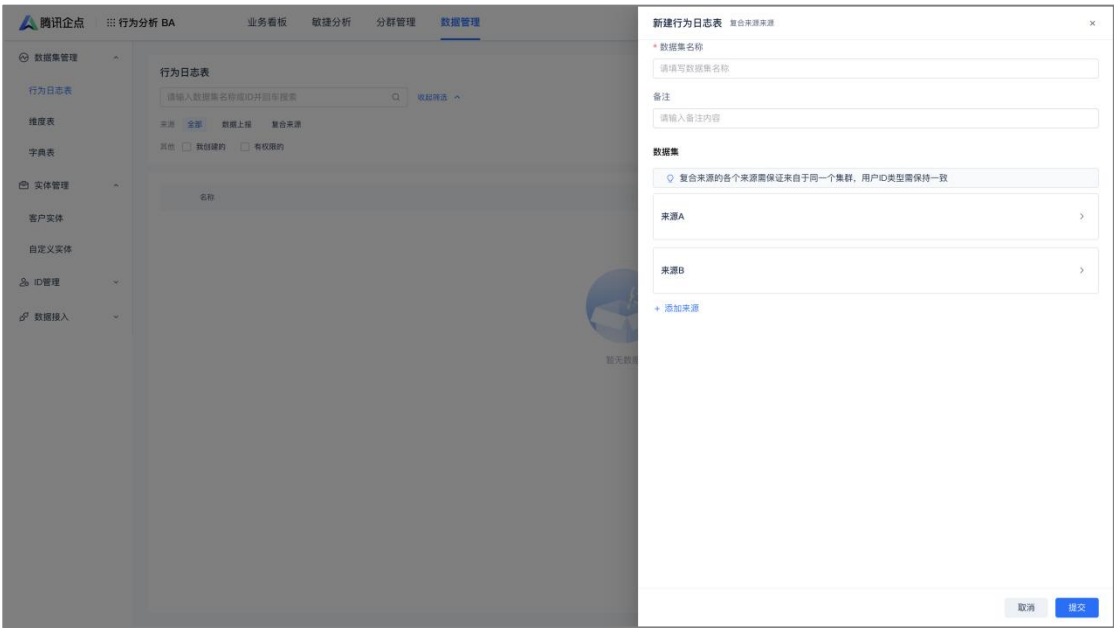 腾讯企点
行为分析 BA
业务看板
敏捷分析
分群管理
数据管理
数据集管理
行为日志表
维度表
字典表
实体管理
客户实体
自定义实体
ID管理
数据接入
行为日志表
请输入数据集名称或ID并回车搜索
收起筛选
来源 全部 数据上报 复合来源
其他 我创建的 有权限的
名称
暂无数据
新建行为日志表 复合来源来源
×
* 数据集名称
请填写数据集名称
备注
请输入备注内容
数据集
复合来源的各个来源需保证来自于同一个集群，用户ID类型需保持一致
来源A
来源B
+ 添加来源
取消
提交